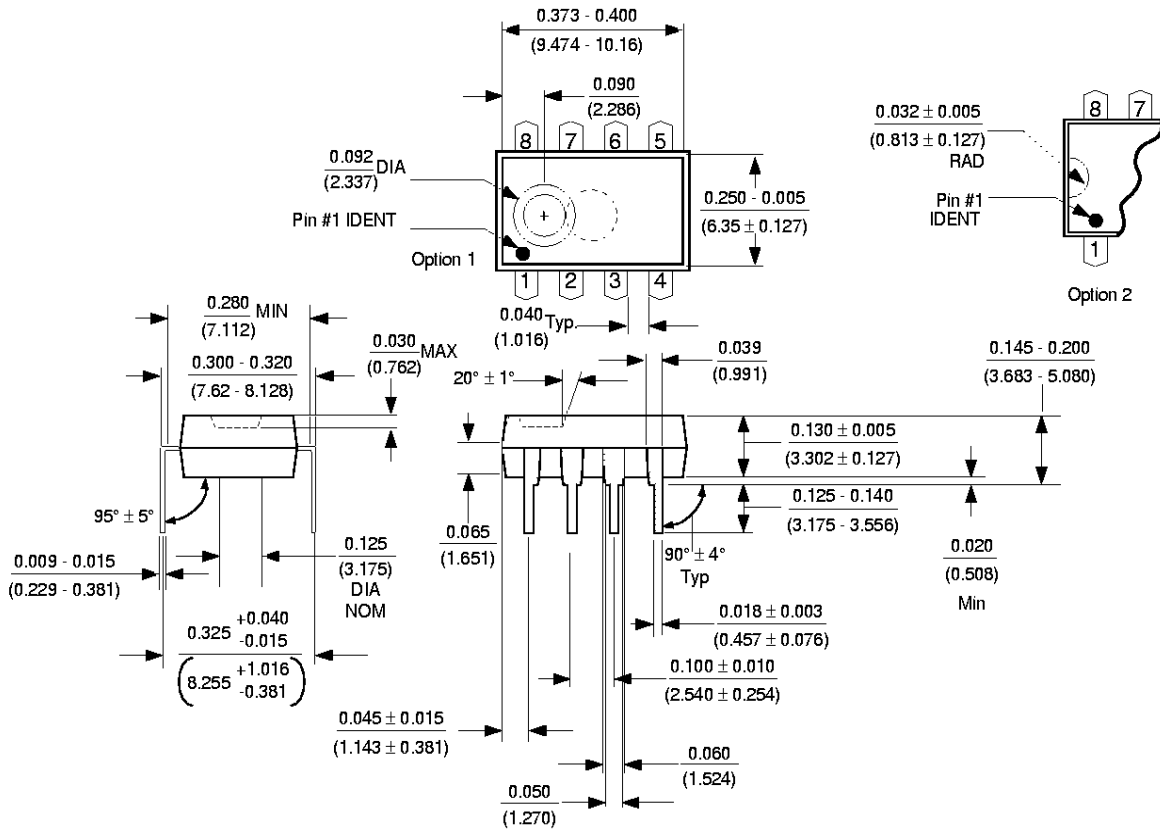 0.373 - 0.400
(9.474 - 10.16)
0.090
(2.286)
8 7 6 5
0.092 DIA
(2.337)
Pin #1 IDENT
Option 1
1 2 3 4
0.250 - 0.005
(6.35 ± 0.127)
0.032 ± 0.005
(0.813 ± 0.127)
RAD
Pin #1
IDENT
8 7
1
Option 2
0.280 MIN
(7.112)
0.300 - 0.320
(7.62 - 8.128)
0.030 MAX
(0.762)
0.040 Typ.
(1.016)
20° ± 1°
0.039
(0.991)
0.145 - 0.200
(3.683 - 5.080)
0.130 ± 0.005
(3.302 ± 0.127)
0.125 - 0.140
(3.175 - 3.556)
0.020
(0.508)
Min
95° ± 5°
0.009 - 0.015
(0.229 - 0.381)
0.125
(3.175)
DIA
NOM
0.065
(1.651)
90° ± 4°
Typ
0.018 ± 0.003
(0.457 ± 0.076)
0.325 +0.040
-0.015
(8.255 +1.016
-0.381)
0.100 ± 0.010
(2.540 ± 0.254)
0.045 ± 0.015
(1.143 ± 0.381)
0.060
(1.524)
0.050
(1.270)